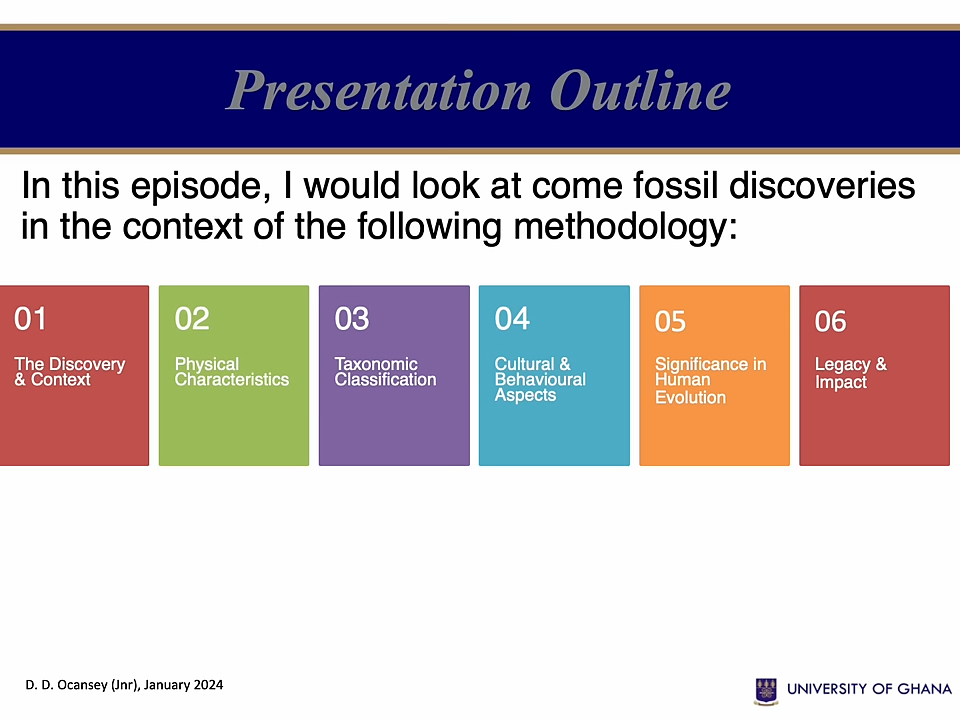 Presentation Outline
In this episode, I would look at come fossil discoveries
in the context of the following methodology:
01
The Discovery
& Context
02
Physical
Characteristics
03
Taxonomic
Classification
04
Cultural &
Behavioural
Aspects
05
Significance in
Human
Evolution
06
Legacy &
Impact
D. D. Ocansey (Jnr), January 2024
UNIVERSITY OF GHANA